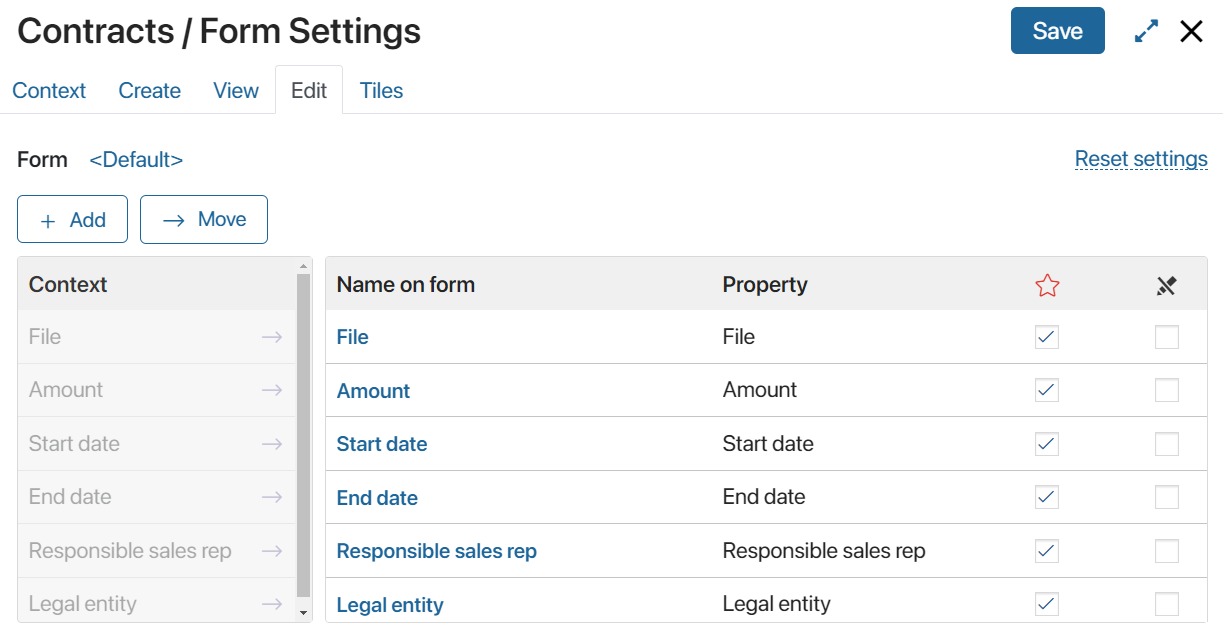 Contracts / Form Settings Save
Context Create View Edit Tiles
Form <Default> Reset settings
+ Add → Move
Context Name on form Property
File → File File
Amount → Amount Amount
Start date → Start date Start date
End date → End date End date
Responsible sales rep → Responsible sales rep Responsible sales rep
Legal entity → Legal entity Legal entity